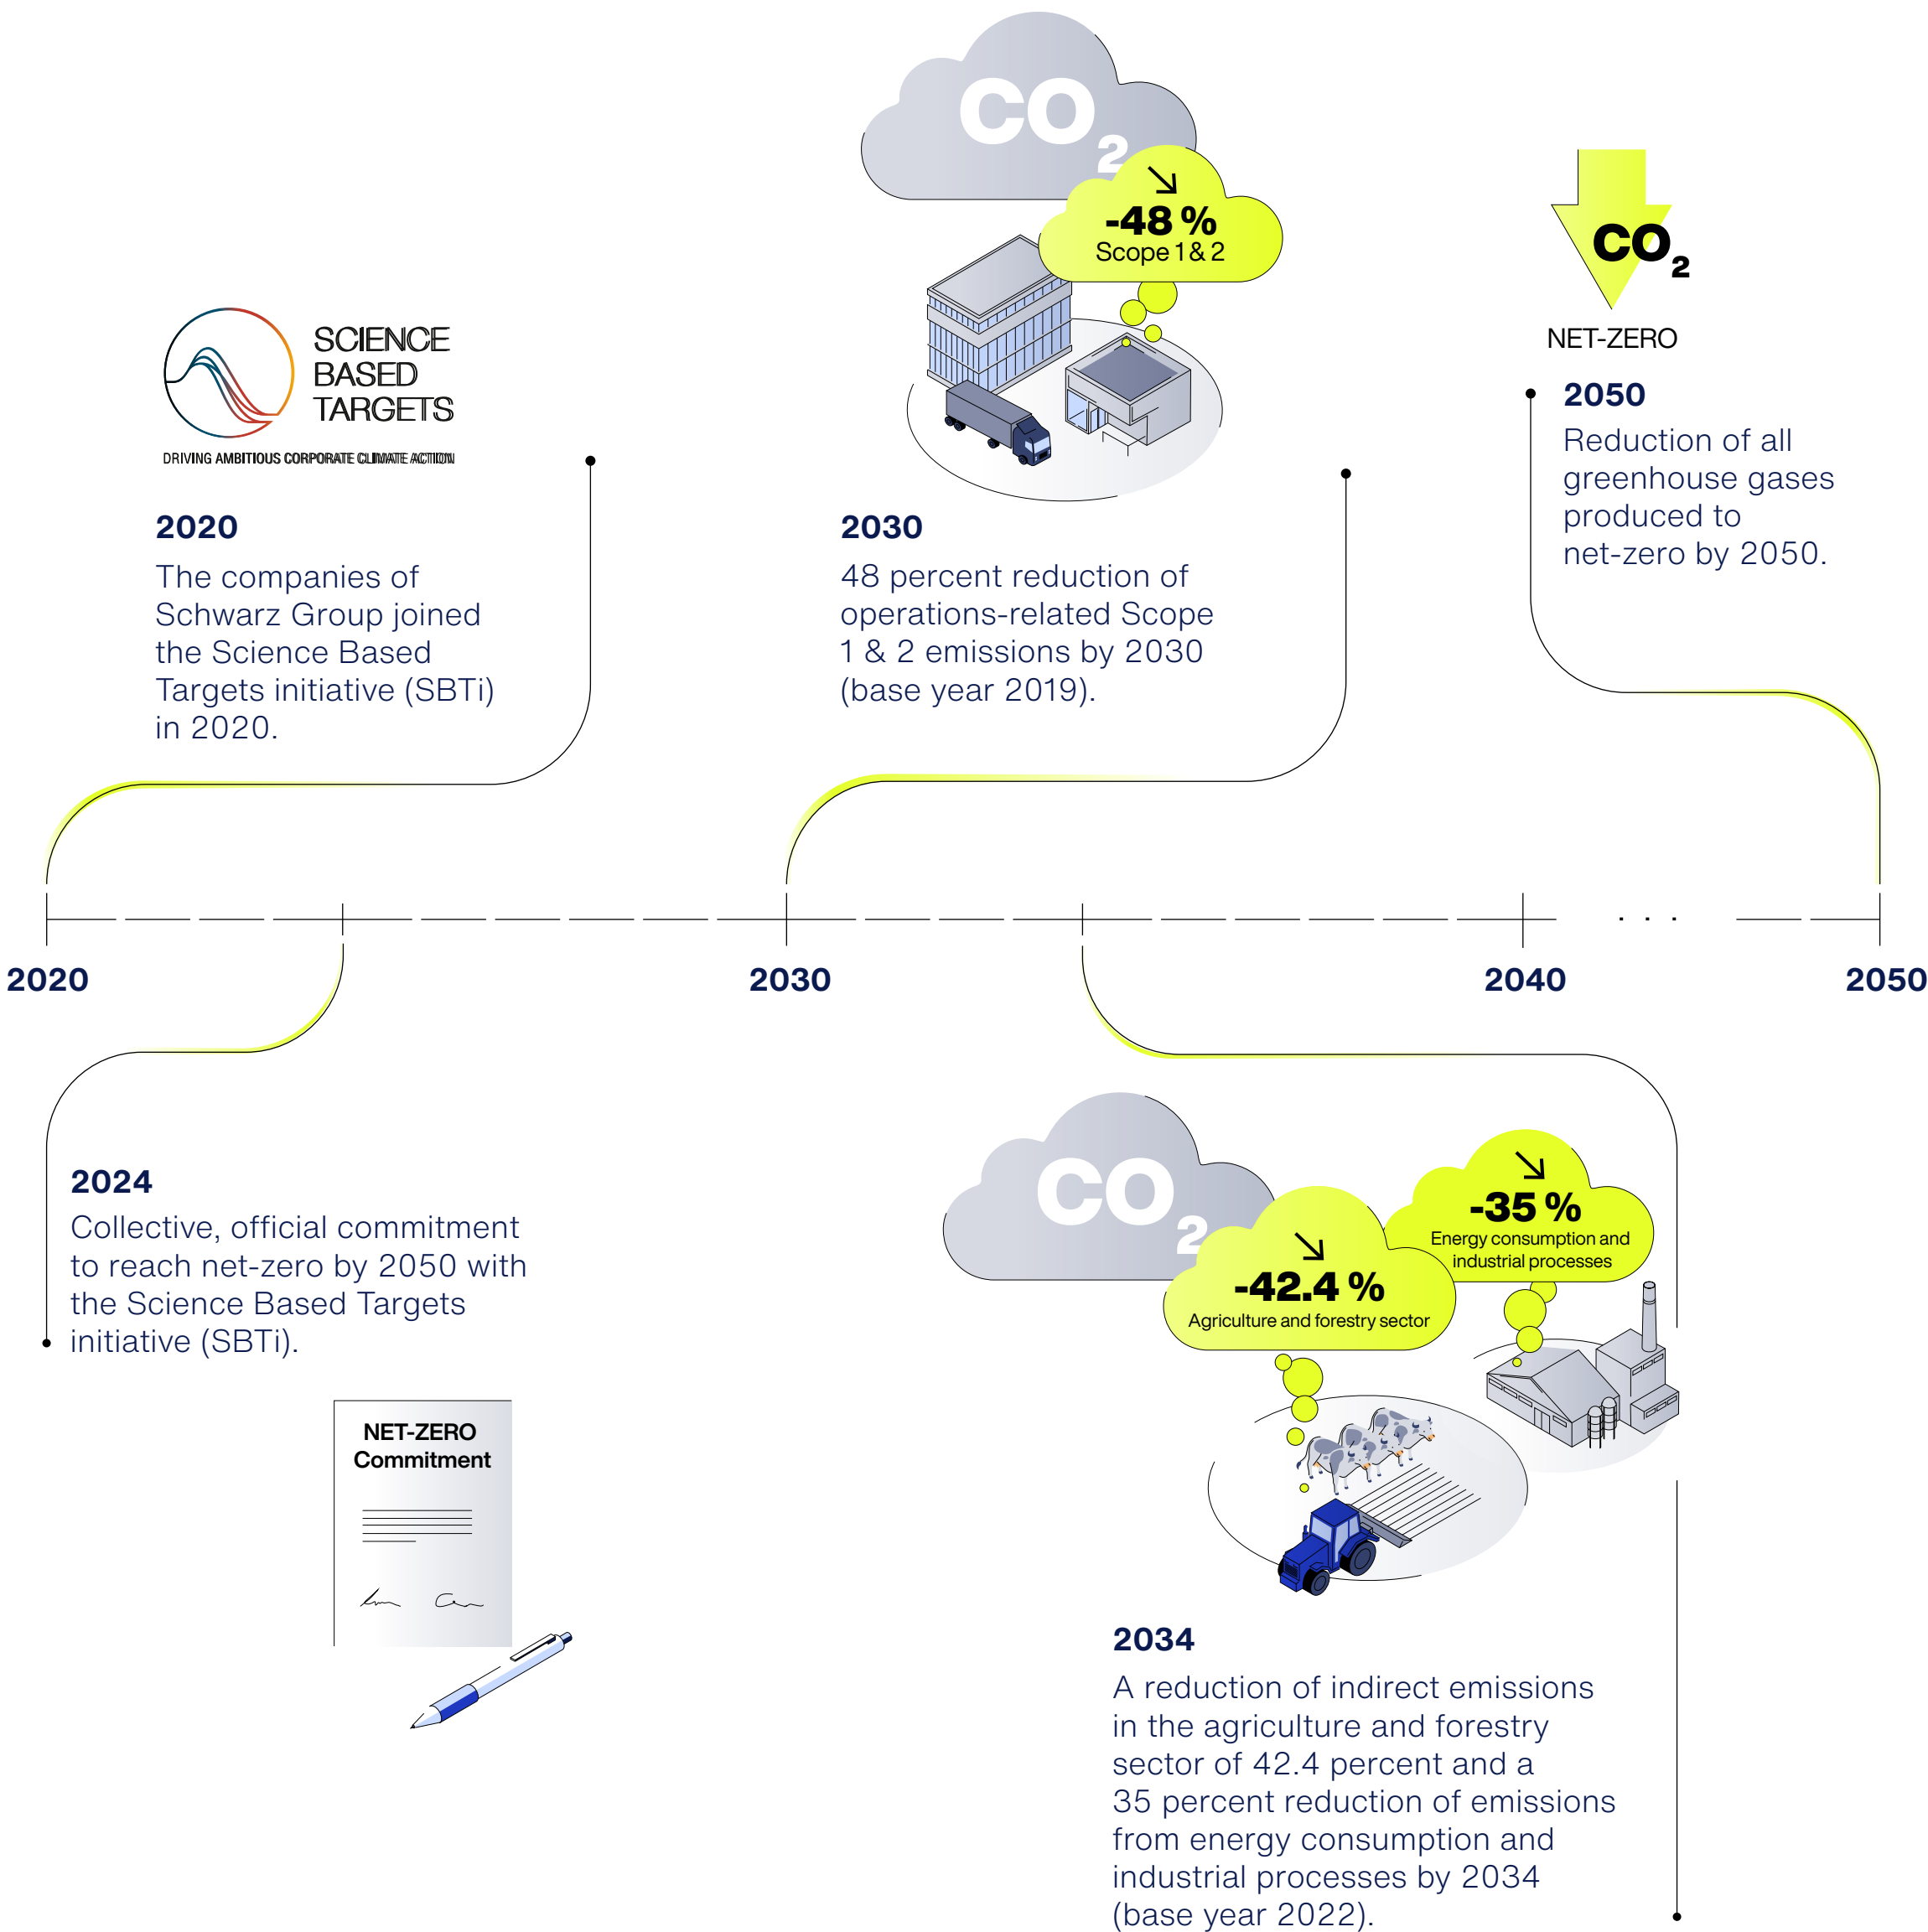 CO2
-48 %
Scope 1 & 2
CO2
NET-ZERO
SCIENCE
BASED
TARGETS
DRIVING AMBITIOUS CORPORATE CLIMATE ACTION
2020
The companies of
Schwarz Group joined
the Science Based
Targets initiative (SBTi)
in 2020.
2030
48 percent reduction of
operations-related Scope
1 & 2 emissions by 2030
(base year 2019).
2050
Reduction of all
greenhouse gases
produced to
net-zero by 2050.
. . .
2020
2030
2040
2050
2024
Collective, official commitment
to reach net-zero by 2050 with
the Science Based Targets
initiative (SBTi).
NET-ZERO
Commitment
CO2
-42.4 %
Agriculture and forestry sector
-35 %
Energy consumption and
industrial processes
2034
A reduction of indirect emissions
in the agriculture and forestry
sector of 42.4 percent and a
35 percent reduction of emissions
from energy consumption and
industrial processes by 2034
(base year 2022).